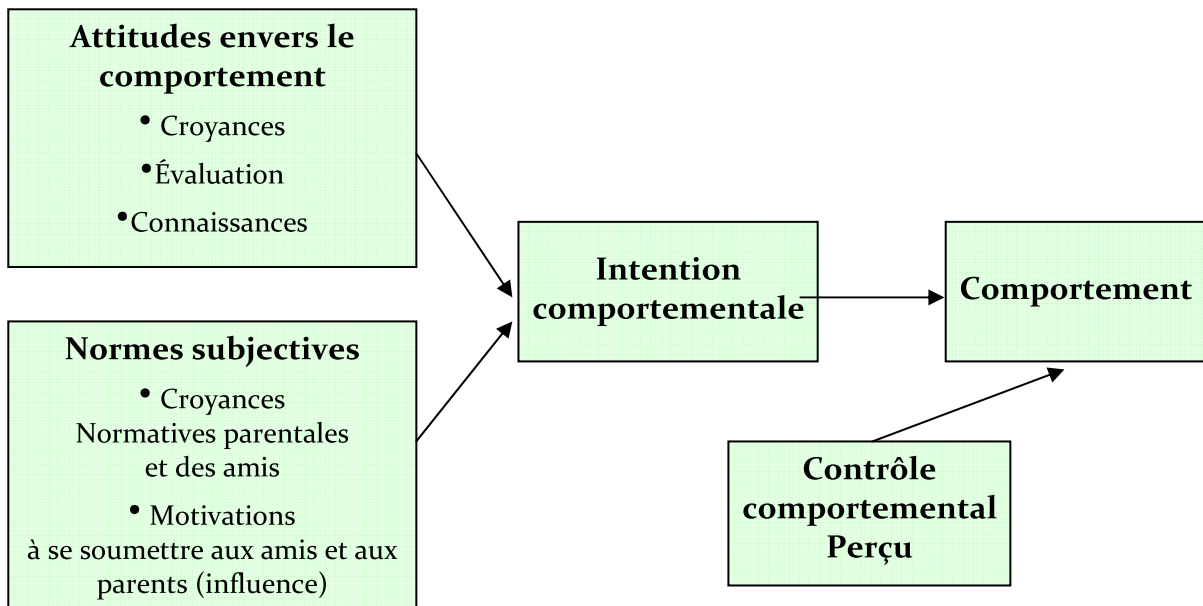 Attitudes envers le
comportement
• Croyances
•Évaluation
•Connaissances
Normes subjectives
• Croyances
Normatives parentales
et des amis
• Motivations
à se soumettre aux amis et aux
parents (influence)
Intention
comportementale
Comportement
Contrôle
comportemental
Perçu